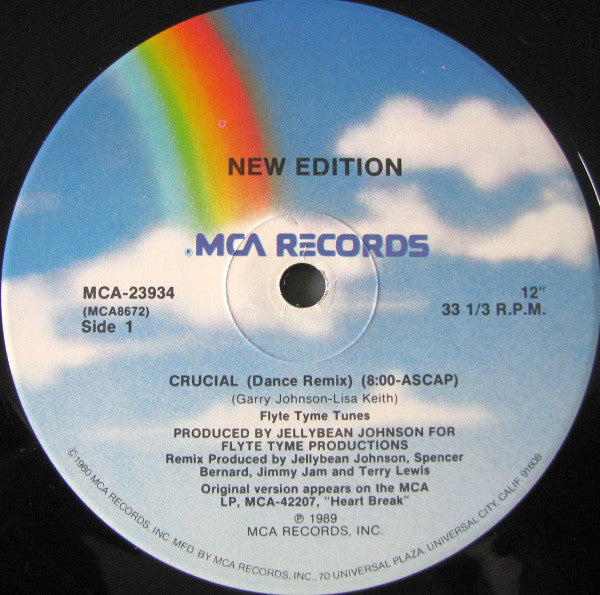 NEW EDITION
MCA RECORDS
MCA-23934
(MCA8672)
Side 1
12"
33 1/3 R.P.M.
CRUCIAL (Dance Remix) (8:00-ASCAP)
(Garry Johnson-Lisa Keith)
Flyte Tyme Tunes
PRODUCED BY JELLYBEAN JOHNSON FOR
FLYTE TYME PRODUCTIONS
Remix Produced by Jellybean Johnson, Spencer
Bernard, Jimmy Jam and Terry Lewis
Original version appears on the MCA
LP, MCA-42207, "Heart Break"
℗ 1989
MCA RECORDS, INC.
©1980 MCA RECORDS, INC. MFD. BY MCA RECORDS, INC., 70 UNIVERSAL PLAZA, UNIVERSAL CITY, CALIF. 91608